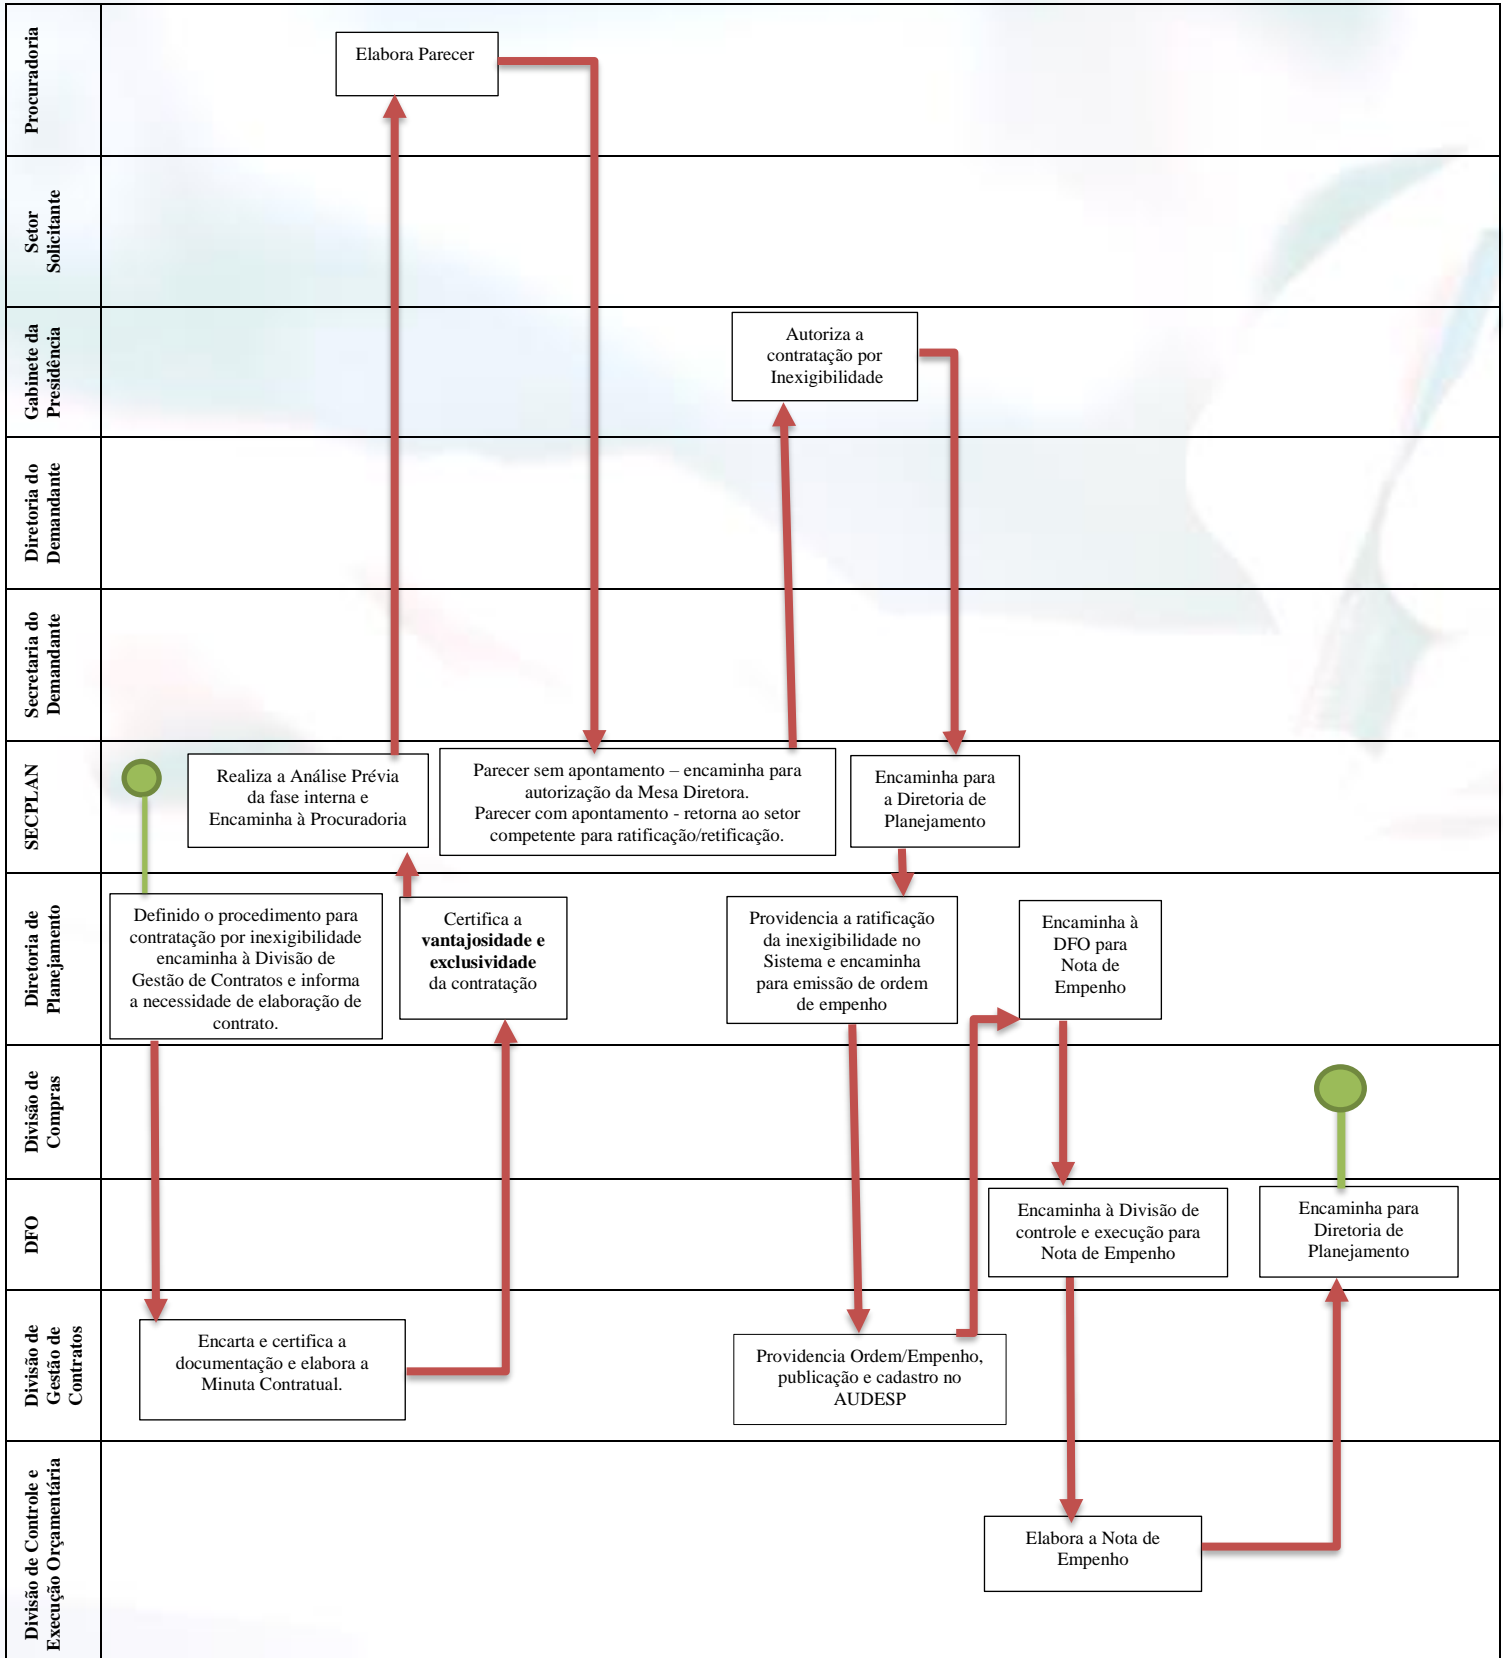 Procuradoria
Elabora Parecer
Setor
Solicitante
Gabinete da
Presidência
Autoriza a
contratação por
Inexigibilidade
Diretoria do
Demandante
Secretaria do
Demandante
SECPLAN
Realiza a Análise Prévia
da fase interna e
Encaminha à Procuradoria
Parecer sem apontamento – encaminha para
autorização da Mesa Diretora.
Parecer com apontamento - retorna ao setor
competente para ratificação/retificação.
Encaminha para
a Diretoria de
Planejamento
Diretoria de
Planejamento
Definido o procedimento para
contratação por inexigibilidade
encaminha à Divisão de
Gestão de Contratos e informa
a necessidade de elaboração de
contrato.
Certifica a
vantajosidade e
exclusividade
da contratação
Providencia a ratificação
da inexigibilidade no
Sistema e encaminha
para emissão de ordem
de empenho
Encaminha à
DFO para
Nota de
Empenho
Divisão de
Compras
DFO
Encaminha à Divisão de
controle e execução para
Nota de Empenho
Encaminha para
Diretoria de
Planejamento
Divisão de
Gestão de
Contratos
Encarta e certifica a
documentação e elabora a
Minuta Contratual.
Providencia Ordem/Empenho,
publicação e cadastro no
AUDESP
Divisão de Controle e
Execução Orçamentária
Elabora a Nota de
Empenho